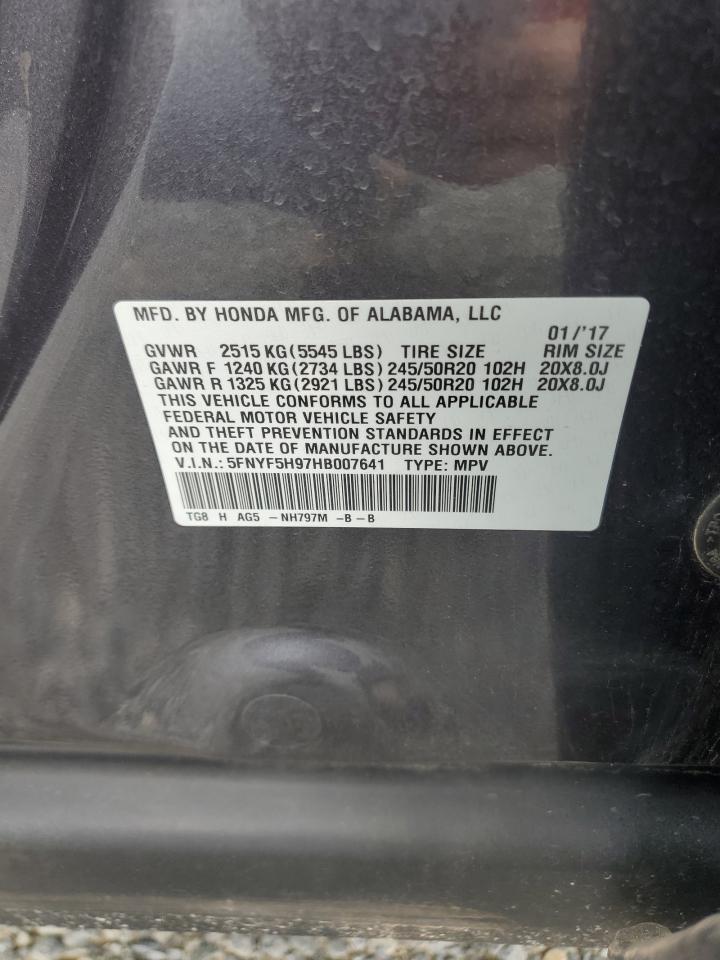 MFD. BY HONDA MFG. OF ALABAMA, LLC
01/'17
GVWR 2515 KG (5545 LBS) TIRE SIZE RIM SIZE
GAWR F 1240 KG (2734 LBS) 245/50R20 102H 20X8.0J
GAWR R 1325 KG (2921 LBS) 245/50R20 102H 20X8.0J
THIS VEHICLE CONFORMS TO ALL APPLICABLE
FEDERAL MOTOR VEHICLE SAFETY
AND THEFT PREVENTION STANDARDS IN EFFECT
ON THE DATE OF MANUFACTURE SHOWN ABOVE.
V.I.N.: 5FNYF5H97HB007641 TYPE: MPV
TG8 H AG5 -NH797M -B-B